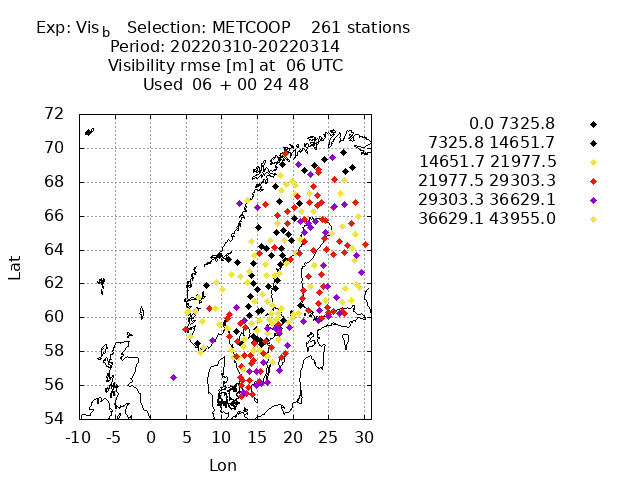 Exp: Vis b Selection: METCOOP 261 stations
Period: 20220310-20220314
Visibility rmse [m] at 06 UTC
Used 06 + 00 24 48
0.0 7325.8
7325.8 14651.7
14651.7 21977.5
21977.5 29303.3
29303.3 36629.1
36629.1 43955.0
72
70
68
66
64
62
60
58
56
54
Lat
-10 -5 0 5 10 15 20 25 30
Lon